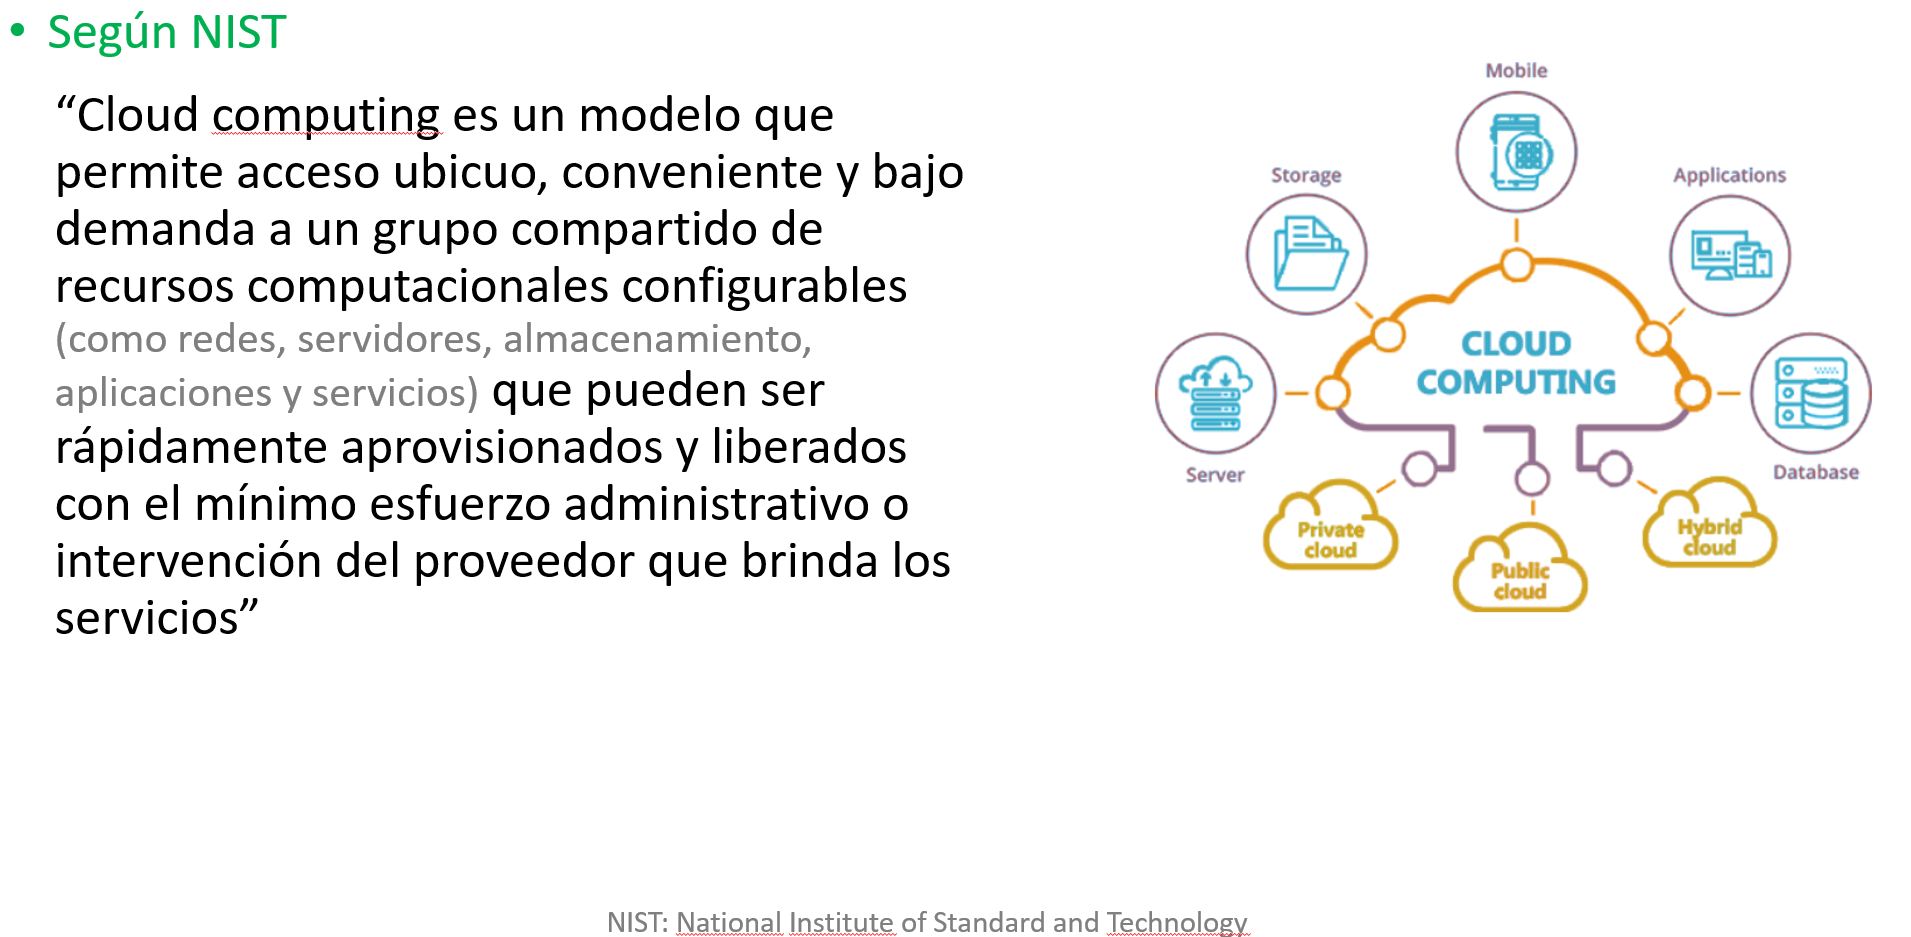 • Según NIST
“Cloud computing es un modelo que
permite acceso ubicuo, conveniente y bajo
demanda a un grupo compartido de
recursos computacionales configurables
(como redes, servidores, almacenamiento,
aplicaciones y servicios) que pueden ser
rápidamente aprovisionados y liberados
con el mínimo esfuerzo administrativo o
intervención del proveedor que brinda los
servicios”
Mobile
Storage
Applications
CLOUD
COMPUTING
Server
Database
Private
cloud
Public
cloud
Hybrid
cloud
NIST: National Institute of Standard and Technology